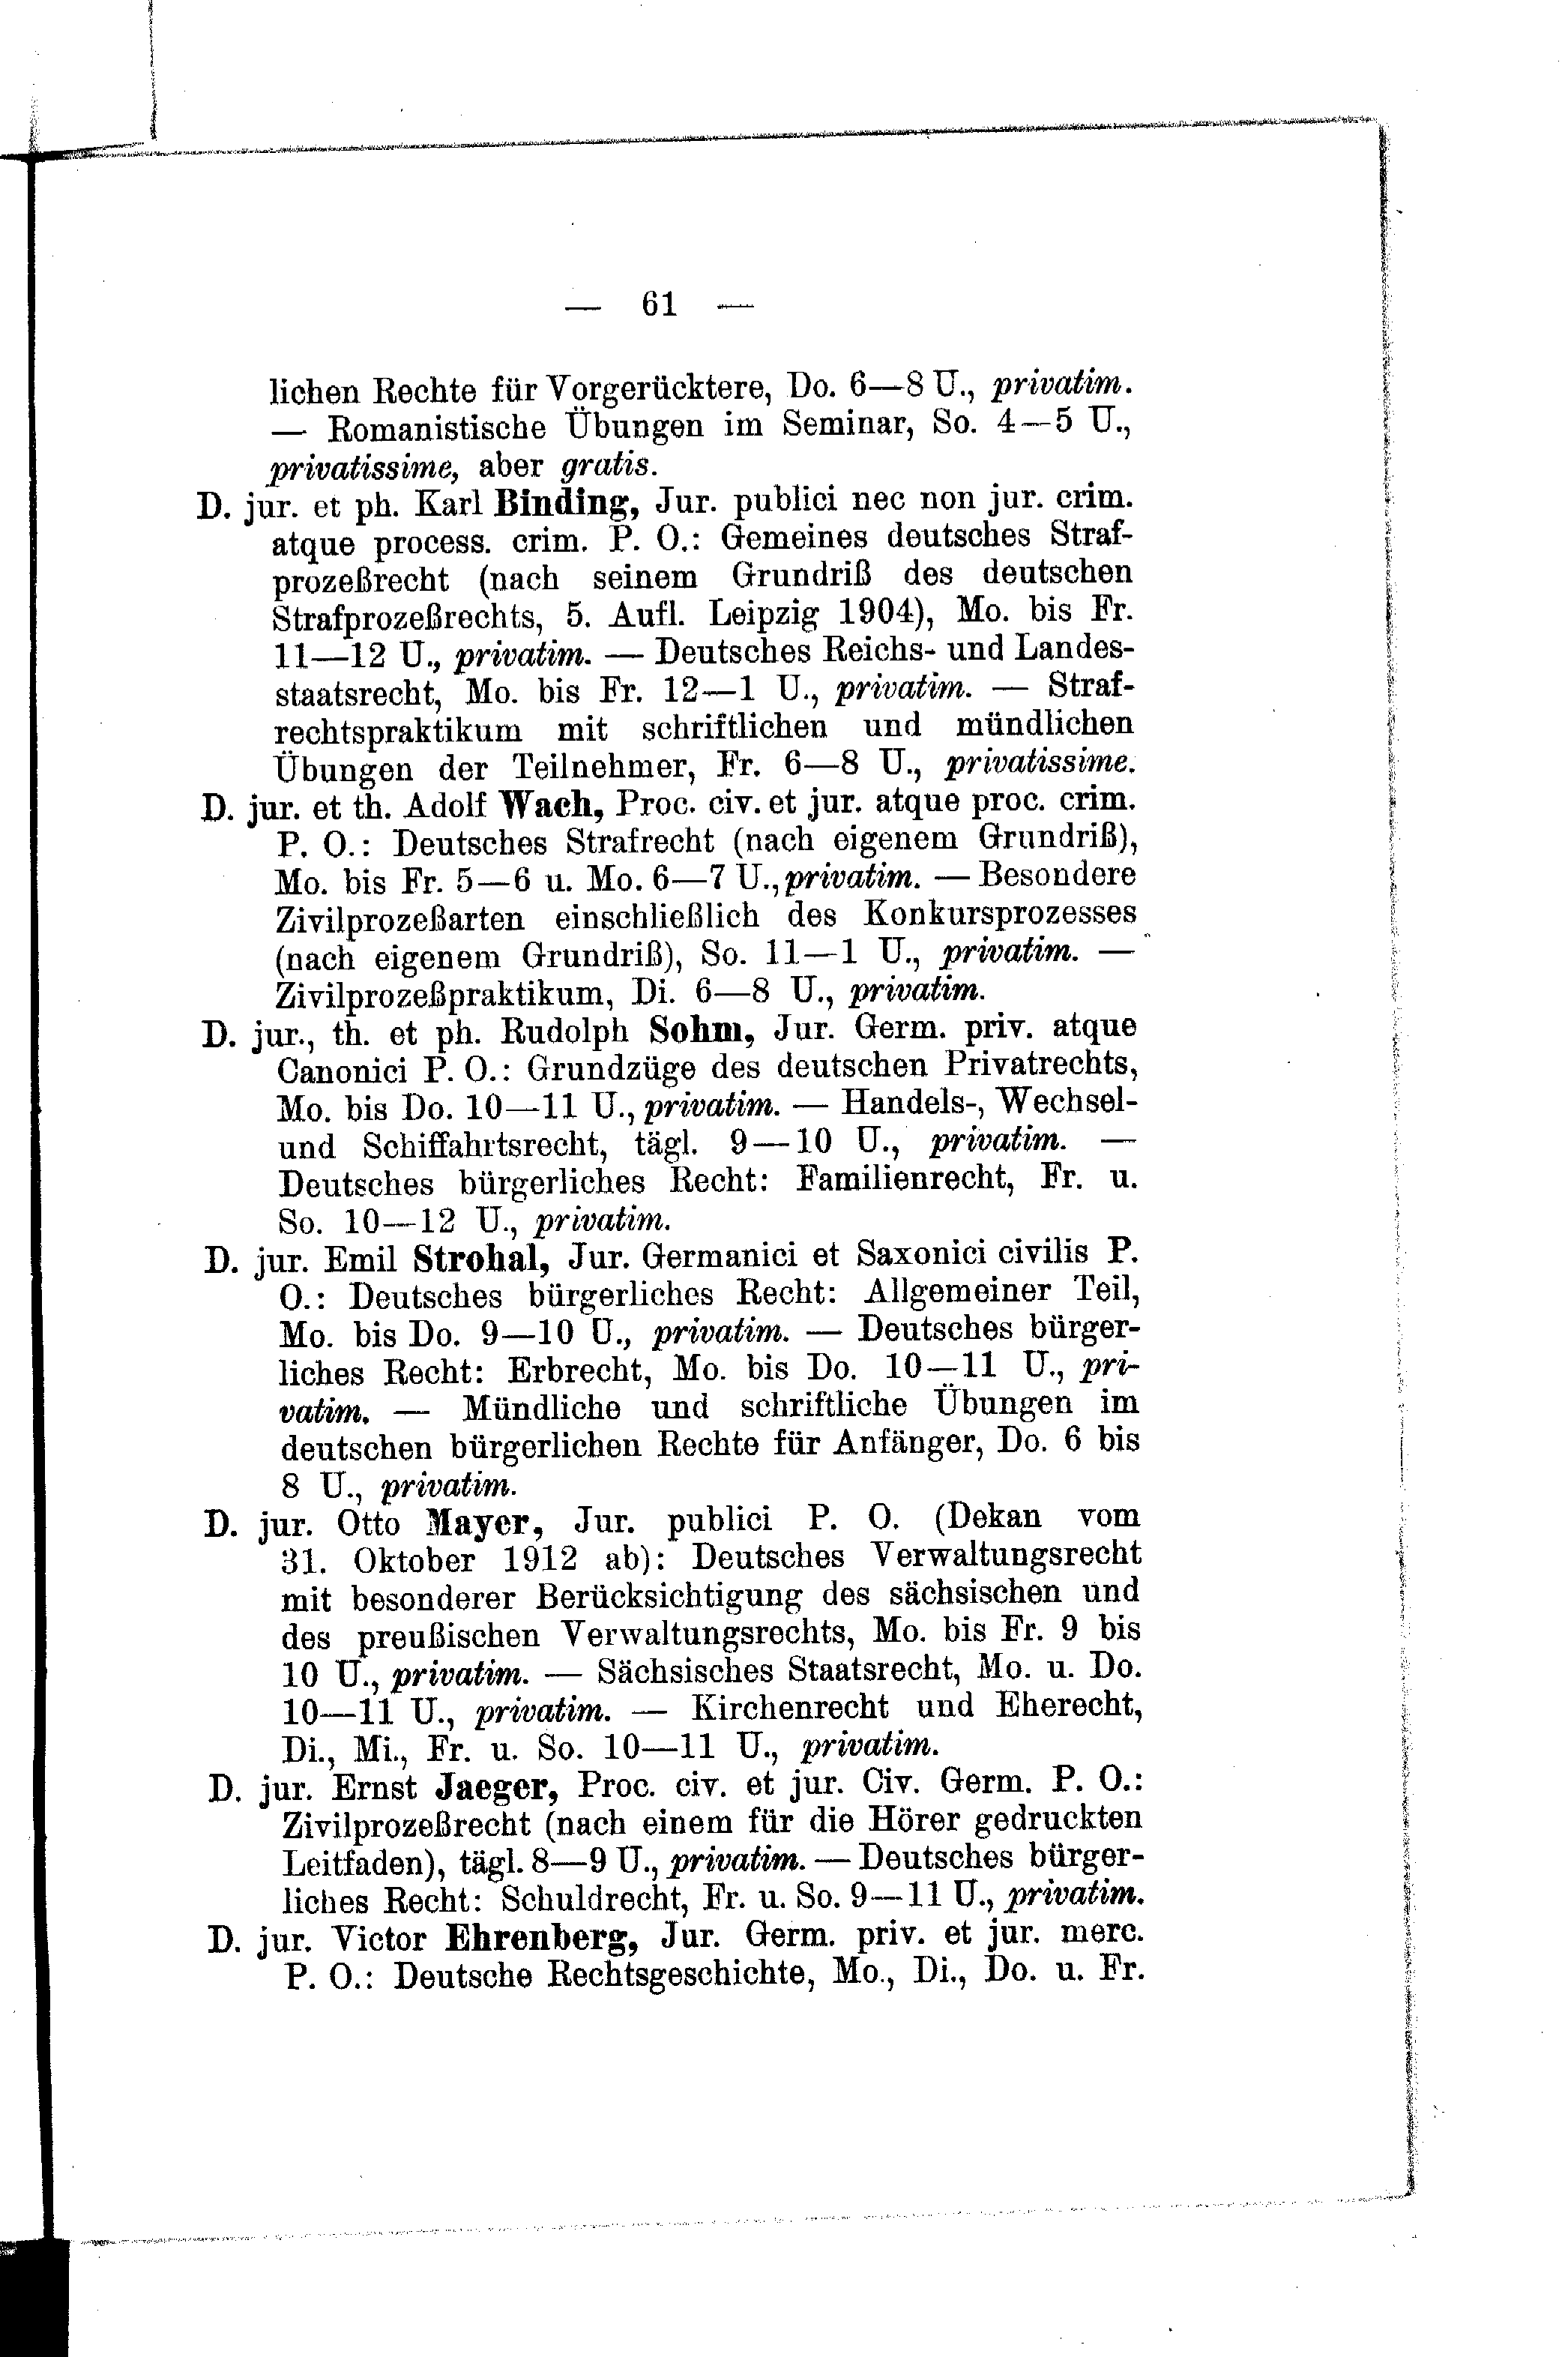 — 61 —
lichen Rechte für Vorgerücktere, Do. 6—8 U., privatim.
— Romanistische Übungen im Seminar, So. 4—5 U.,
privatissime, aber gratis.
D. jur. et ph. Karl Binding, Jur. publici nec non jur. crim.
atque process. crim. P. O.: Gemeines deutsches Straf-
prozeßrecht (nach seinem Grundriß des deutschen
Strafprozeßrechts, 5. Aufl. Leipzig 1904), Mo. bis Fr.
11—12 U., privatim. — Deutsches Reichs- und Landes-
staatsrecht, Mo. bis Fr. 12—1 U., privatim. — Straf-
rechtspraktikum mit schriftlichen und mündlichen
Übungen der Teilnehmer, Fr. 6—8 U., privatissime.
D. jur. et th. Adolf Wach, Proc. civ. et jur. atque proc. crim.
P. O.: Deutsches Strafrecht (nach eigenem Grundriß),
Mo. bis Fr. 5—6 u. Mo. 6—7 U., privatim. — Besondere
Zivilprozeßarten einschließlich des Konkursprozesses
(nach eigenem Grundriß), So. 11—1 U., privatim. —
Zivilprozeßpraktikum, Di. 6—8 U., privatim.
D. jur., th. et ph. Rudolph Sohm, Jur. Germ. priv. atque
Canonici P. O.: Grundzüge des deutschen Privatrechts,
Mo. bis Do. 10—11 U., privatim. — Handels-, Wechsel-
und Schiffahrtsrecht, tägl. 9—10 U., privatim. —
Deutsches bürgerliches Recht: Familienrecht, Fr. u.
So. 10—12 U., privatim.
D. jur. Emil Strohal, Jur. Germanici et Saxonici civilis P.
O.: Deutsches bürgerliches Recht: Allgemeiner Teil,
Mo. bis Do. 9—10 U., privatim. — Deutsches bürger-
liches Recht: Erbrecht, Mo. bis Do. 10—11 U., pri-
vatim. — Mündliche und schriftliche Übungen im
deutschen bürgerlichen Rechte für Anfänger, Do. 6 bis
8 U., privatim.
D. jur. Otto Mayer, Jur. publici P. O. (Dekan vom
31. Oktober 1912 ab): Deutsches Verwaltungsrecht
mit besonderer Berücksichtigung des sächsischen und
des preußischen Verwaltungsrechts, Mo. bis Fr. 9 bis
10 U., privatim. — Sächsisches Staatsrecht, Mo. u. Do.
10—11 U., privatim. — Kirchenrecht und Eherecht,
Di., Mi., Fr. u. So. 10—11 U., privatim.
D. jur. Ernst Jaeger, Proc. civ. et jur. Civ. Germ. P. O.:
Zivilprozeßrecht (nach einem für die Hörer gedruckten
Leitfaden), tägl. 8—9 U., privatim. — Deutsches bürger-
liches Recht: Schuldrecht, Fr. u. So. 9—11 U., privatim.
D. jur. Victor Ehrenberg, Jur. Germ. priv. et jur. merc.
P. O.: Deutsche Rechtsgeschichte, Mo., Di., Do. u. Fr.